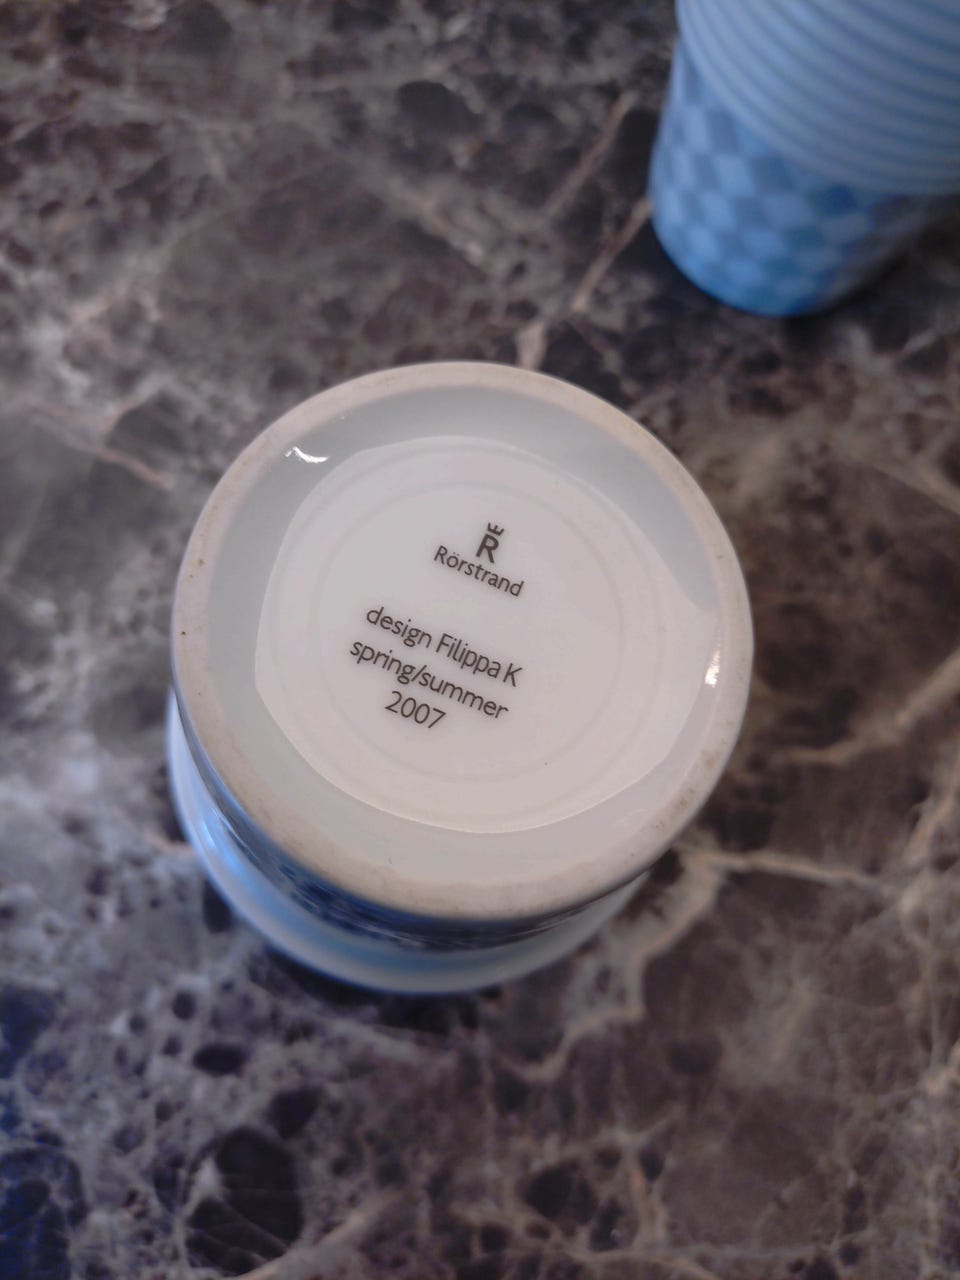 R
Rörstrand
design Filippa K
spring/summer
2007